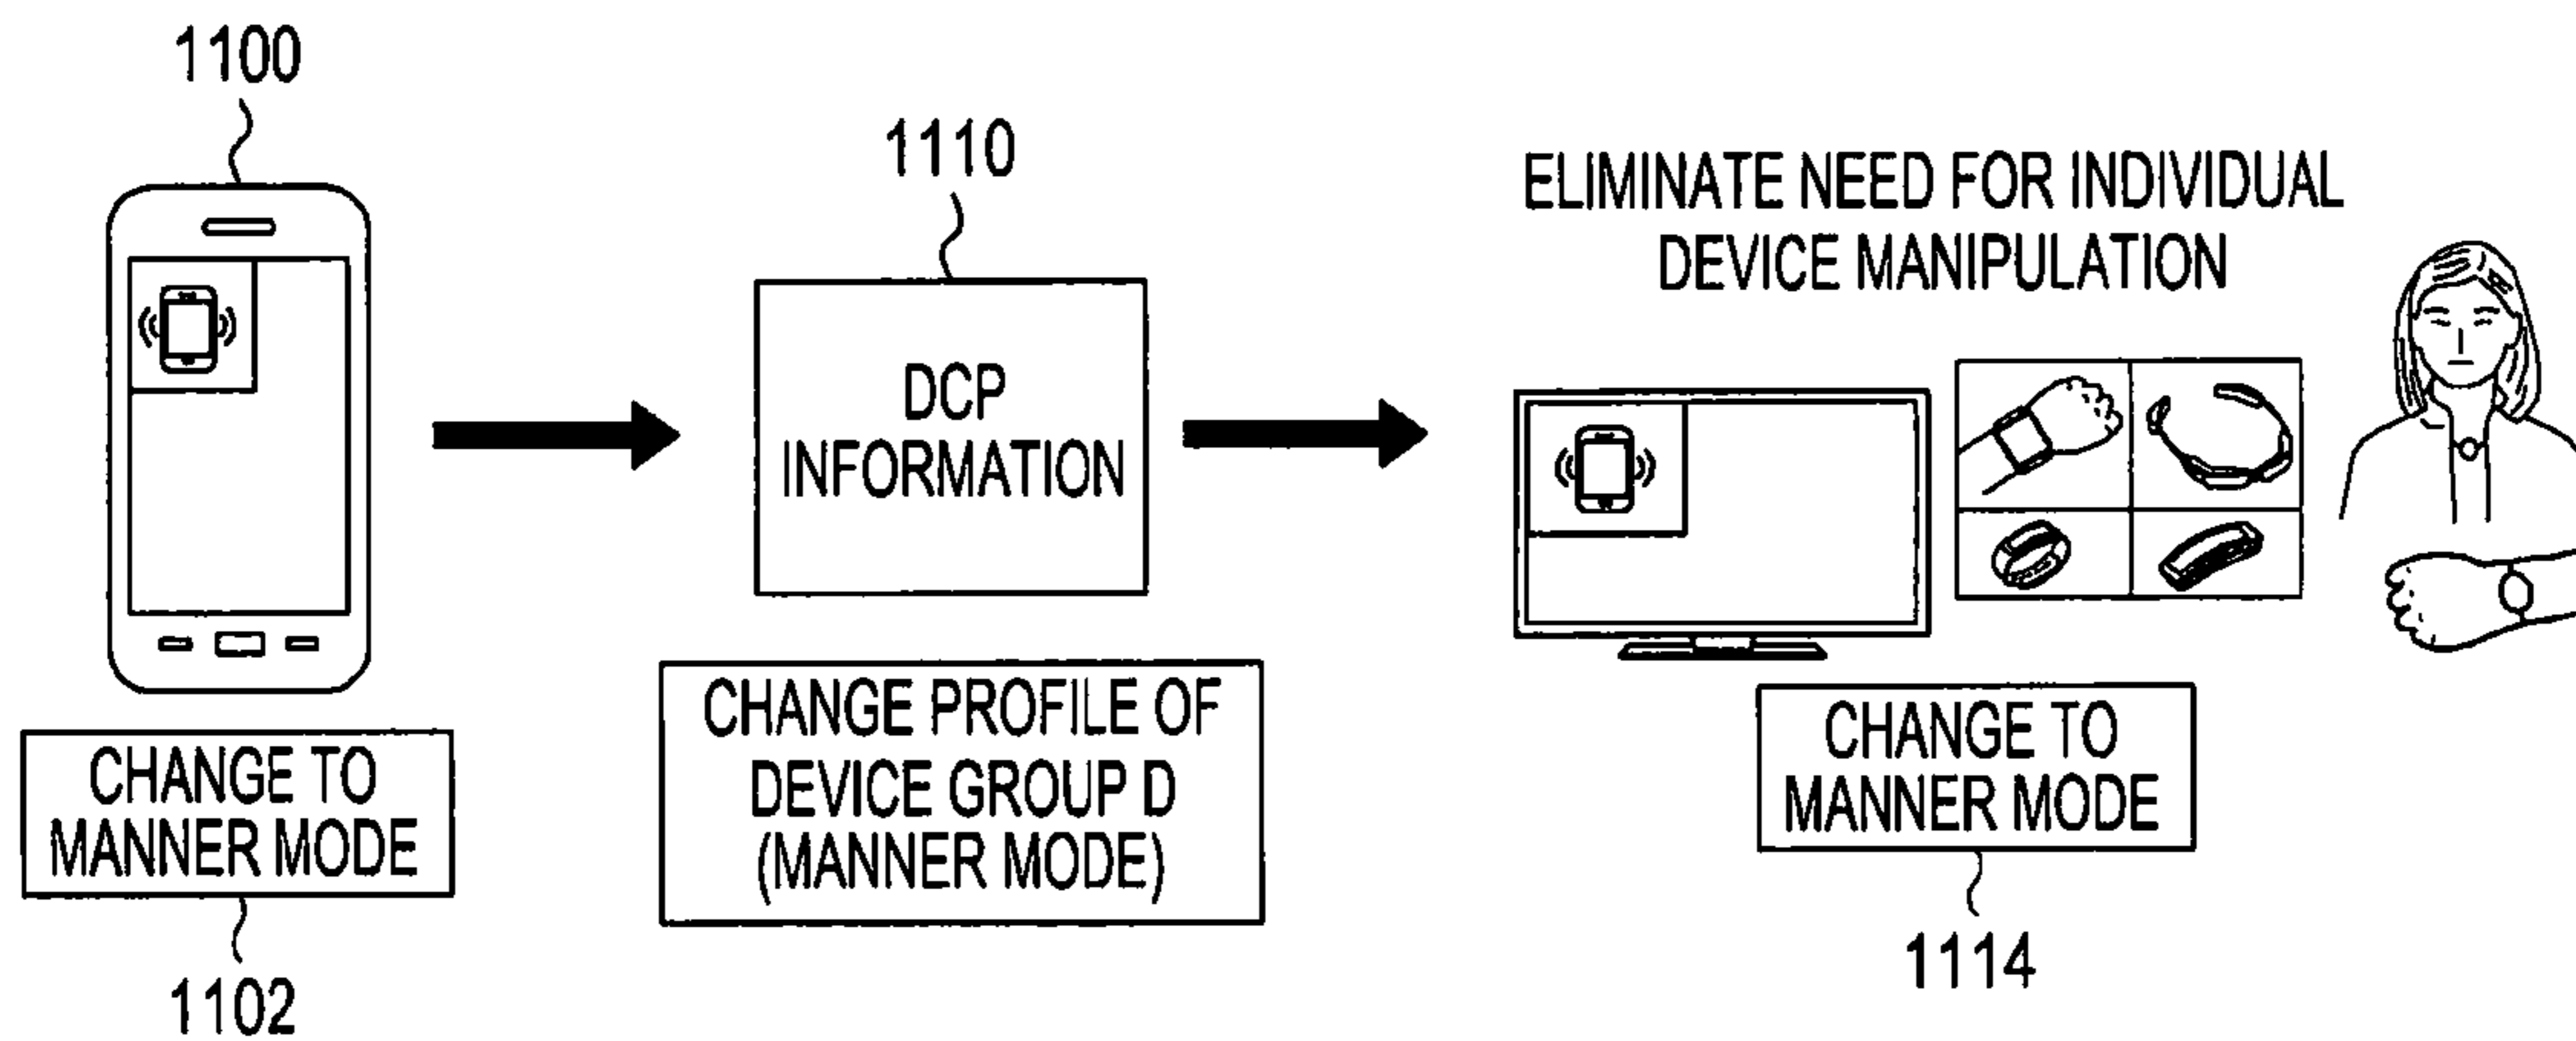 1100
1110
ELIMINATE NEED FOR INDIVIDUAL
DEVICE MANIPULATION
DCP
INFORMATION
CHANGE TO
MANNER MODE
1102
CHANGE PROFILE OF
DEVICE GROUP D
(MANNER MODE)
CHANGE TO
MANNER MODE
1114